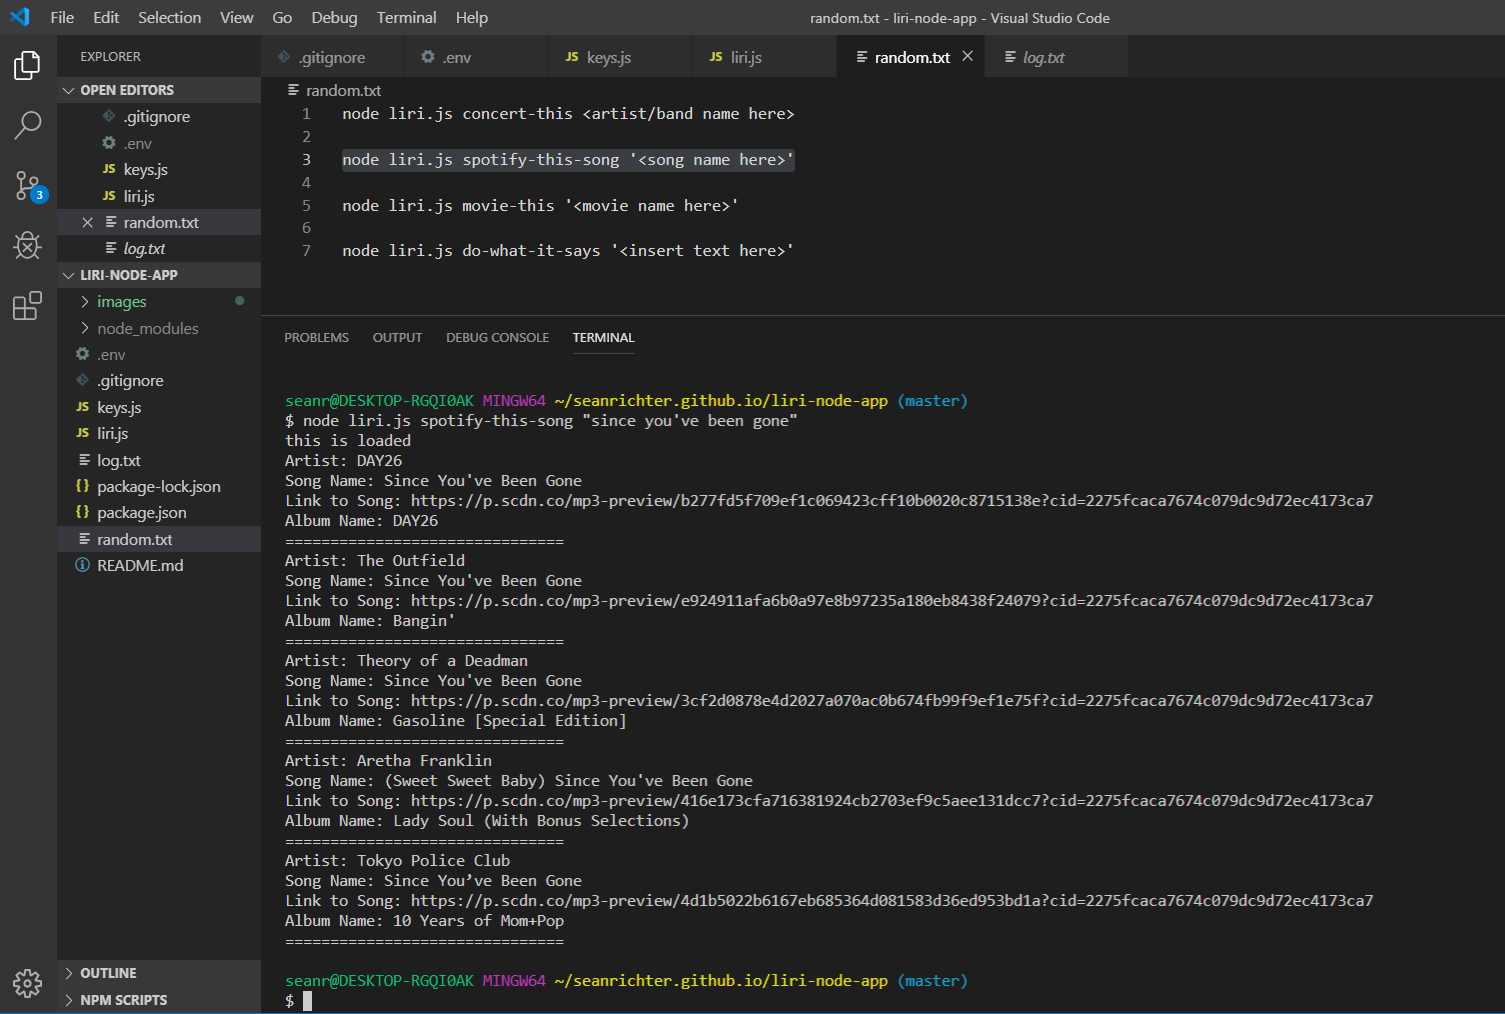 File Edit Selection View Go Debug Terminal Help
random.txt - liri-node-app - Visual Studio Code
EXPLORER
OPEN EDITORS
.gitignore
.env
JS keys.js
JS liri.js
random.txt
log.txt
LIRI-NODE-APP
images
node_modules
.env
.gitignore
JS keys.js
JS liri.js
log.txt
{} package-lock.json
{} package.json
random.txt
README.md
OUTLINE
NPM SCRIPTS
3
.gitignore .env JS keys.js JS liri.js random.txt log.txt
random.txt
1 node liri.js concert-this <artist/band name here>
2
3 node liri.js spotify-this-song '<song name here>'
4
5 node liri.js movie-this '<movie name here>'
6
7 node liri.js do-what-it-says '<insert text here>'
PROBLEMS OUTPUT DEBUG CONSOLE TERMINAL
seanr@DESKTOP-RGQI0AK MINGW64 ~/seanrichter.github.io/liri-node-app (master)
$ node liri.js spotify-this-song "since you've been gone"
this is loaded
Artist: DAY26
Song Name: Since You've Been Gone
Link to Song: https://p.scdn.co/mp3-preview/b277fd5f709ef1c069423cff10b0020c8715138e?cid=2275fcaca7674c079dc9d72ec4173ca7
Album Name: DAY26
===============================
Artist: The Outfield
Song Name: Since You've Been Gone
Link to Song: https://p.scdn.co/mp3-preview/e924911afa6b0a97e8b97235a180eb8438f24079?cid=2275fcaca7674c079dc9d72ec4173ca7
Album Name: Bangin'
===============================
Artist: Theory of a Deadman
Song Name: Since You've Been Gone
Link to Song: https://p.scdn.co/mp3-preview/3cf2d0878e4d2027a070ac0b674fb99f9ef1e75f?cid=2275fcaca7674c079dc9d72ec4173ca7
Album Name: Gasoline [Special Edition]
===============================
Artist: Aretha Franklin
Song Name: (Sweet Sweet Baby) Since You've Been Gone
Link to Song: https://p.scdn.co/mp3-preview/416e173cfa716381924cb2703ef9c5aee131dcc7?cid=2275fcaca7674c079dc9d72ec4173ca7
Album Name: Lady Soul (With Bonus Selections)
===============================
Artist: Tokyo Police Club
Song Name: Since You’ve Been Gone
Link to Song: https://p.scdn.co/mp3-preview/4d1b5022b6167eb685364d081583d36ed953bd1a?cid=2275fcaca7674c079dc9d72ec4173ca7
Album Name: 10 Years of Mom+Pop
===============================
seanr@DESKTOP-RGQI0AK MINGW64 ~/seanrichter.github.io/liri-node-app (master)
$